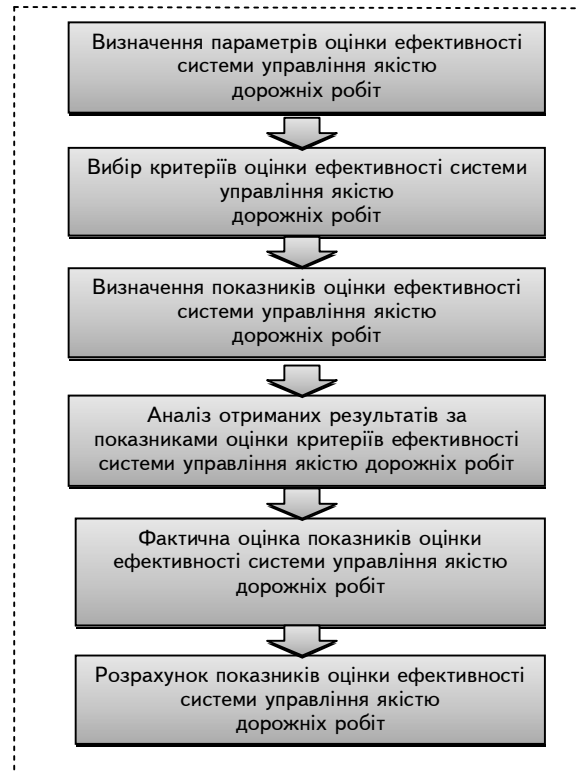 Визначення параметрів оцінки ефективності
системи управління якістю
дорожніх робіт
Вибір критеріїв оцінки ефективності системи
управління якістю
дорожніх робіт
Визначення показників оцінки ефективності
системи управління якістю
дорожніх робіт
Аналіз отриманих результатів за
показниками оцінки критеріїв ефективності
системи управління якістю дорожніх робіт
Фактична оцінка показників оцінки
ефективності системи управління якістю
дорожніх робіт
Розрахунок показників оцінки ефективності
системи управління якістю
дорожніх робіт